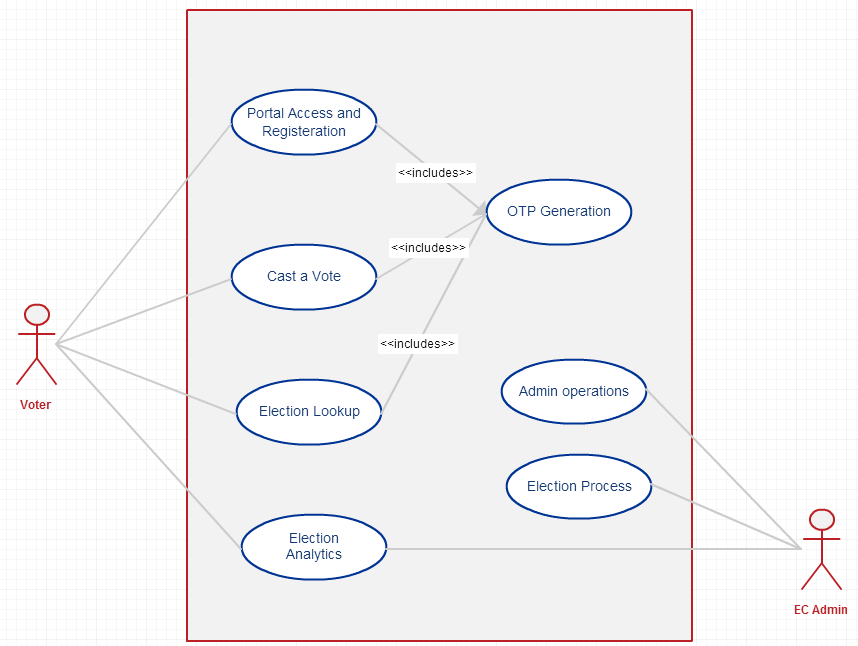 Portal Access and
Registeration
<<includes>>
OTP Generation
<<includes>>
Cast a Vote
<<includes>>
Admin operations
Voter
Election Lookup
Election Process
Election
Analytics
EC Admin